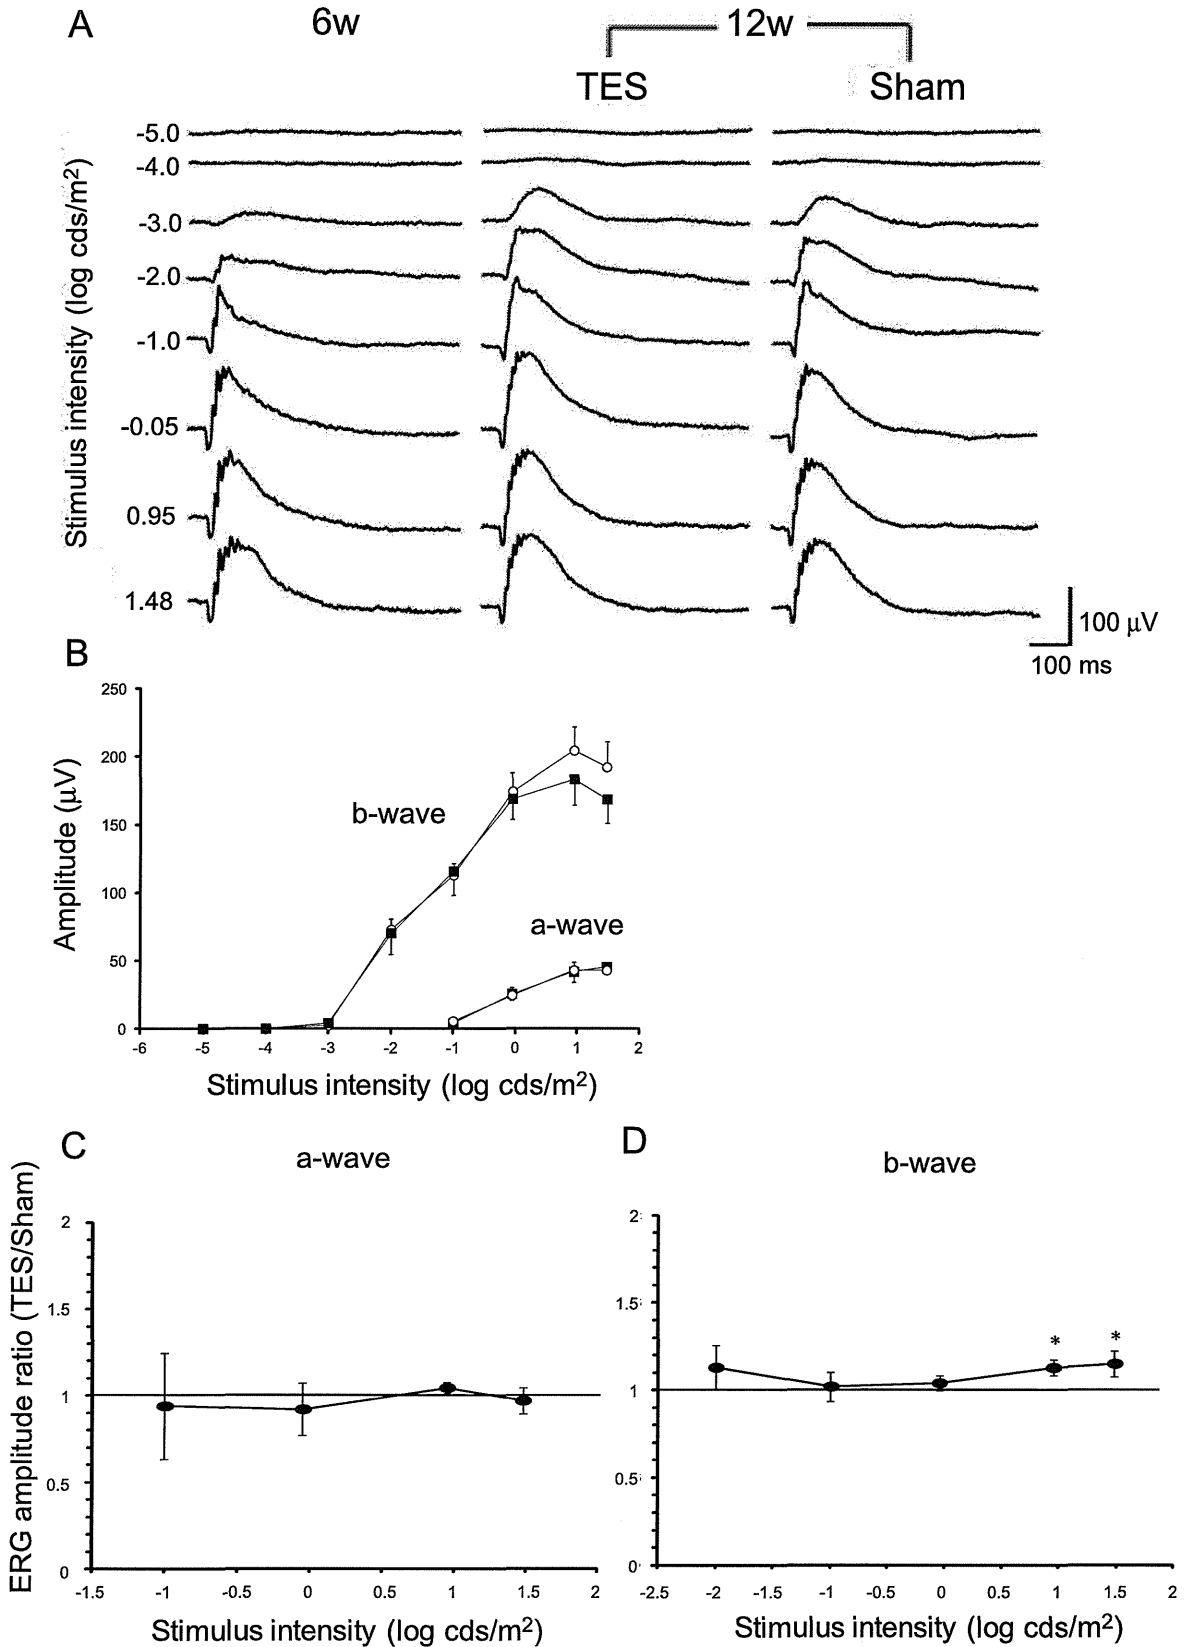 A
6w
12w
TES
Sham
Stimulus intensity (log cds/m²)
-5.0
-4.0
-3.0
-2.0
-1.0
-0.05
0.95
1.48
100 μV
100 ms
B
Amplitude (μV)
250
200
150
100
50
0
b-wave
a-wave
-6 -5 -4 -3 -2 -1 0 1 2
Stimulus intensity (log cds/m²)
C
a-wave
ERG amplitude ratio (TES/Sham)
2
1.5
1
0.5
0
-1.5 -1 -0.5 0 0.5 1 1.5 2
Stimulus intensity (log cds/m²)
D
b-wave
2
1.5
1
0.5
0
* *
-2.5 -2 -1.5 -1 -0.5 0 0.5 1 1.5 2
Stimulus intensity (log cds/m²)